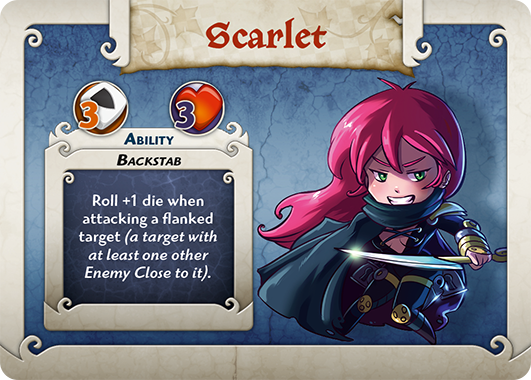 Scarlet
3 3
Ability
Backstab
Roll +1 die when
attacking a flanked
target (a target with
at least one other
Enemy Close to it).